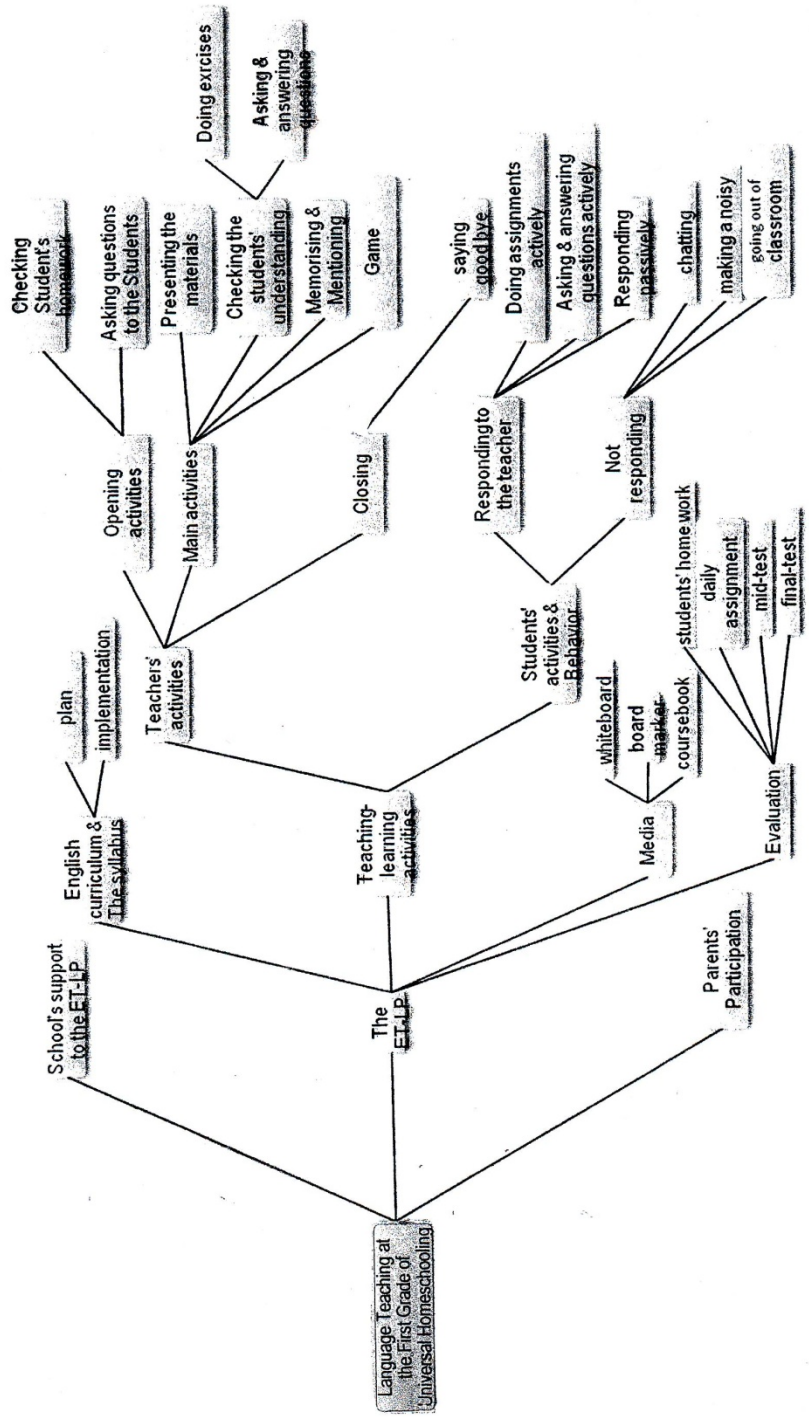 Language Teaching at
the First Grade of
Universal Homeschooling
School's support
to the ET-LP
The
ET-LP
Parents'
Participation
English
curriculum &
The syllabus
plan
implementation
Teaching-
learning
activities
Teachers'
activities
Opening
activities
Checking
Student's
homework
Asking questions
to the Students
Main activities
Presenting the
materials
Checking the
students'
understanding
Doing exrcises
Asking &
answering
questions
Memorising &
Mentioning
Game
Closing
saying
good bye
Students'
activities &
Behavior
Responding to
the teacher
Doing assignments
actively
Asking & answering
questions actively
Responding
passively
Not
responding
chatting
making a noisy
going out of
classroom
Media
whiteboard
board
marker
coursebook
Evaluation
students' home work
daily
assignment
mid-test
final-test